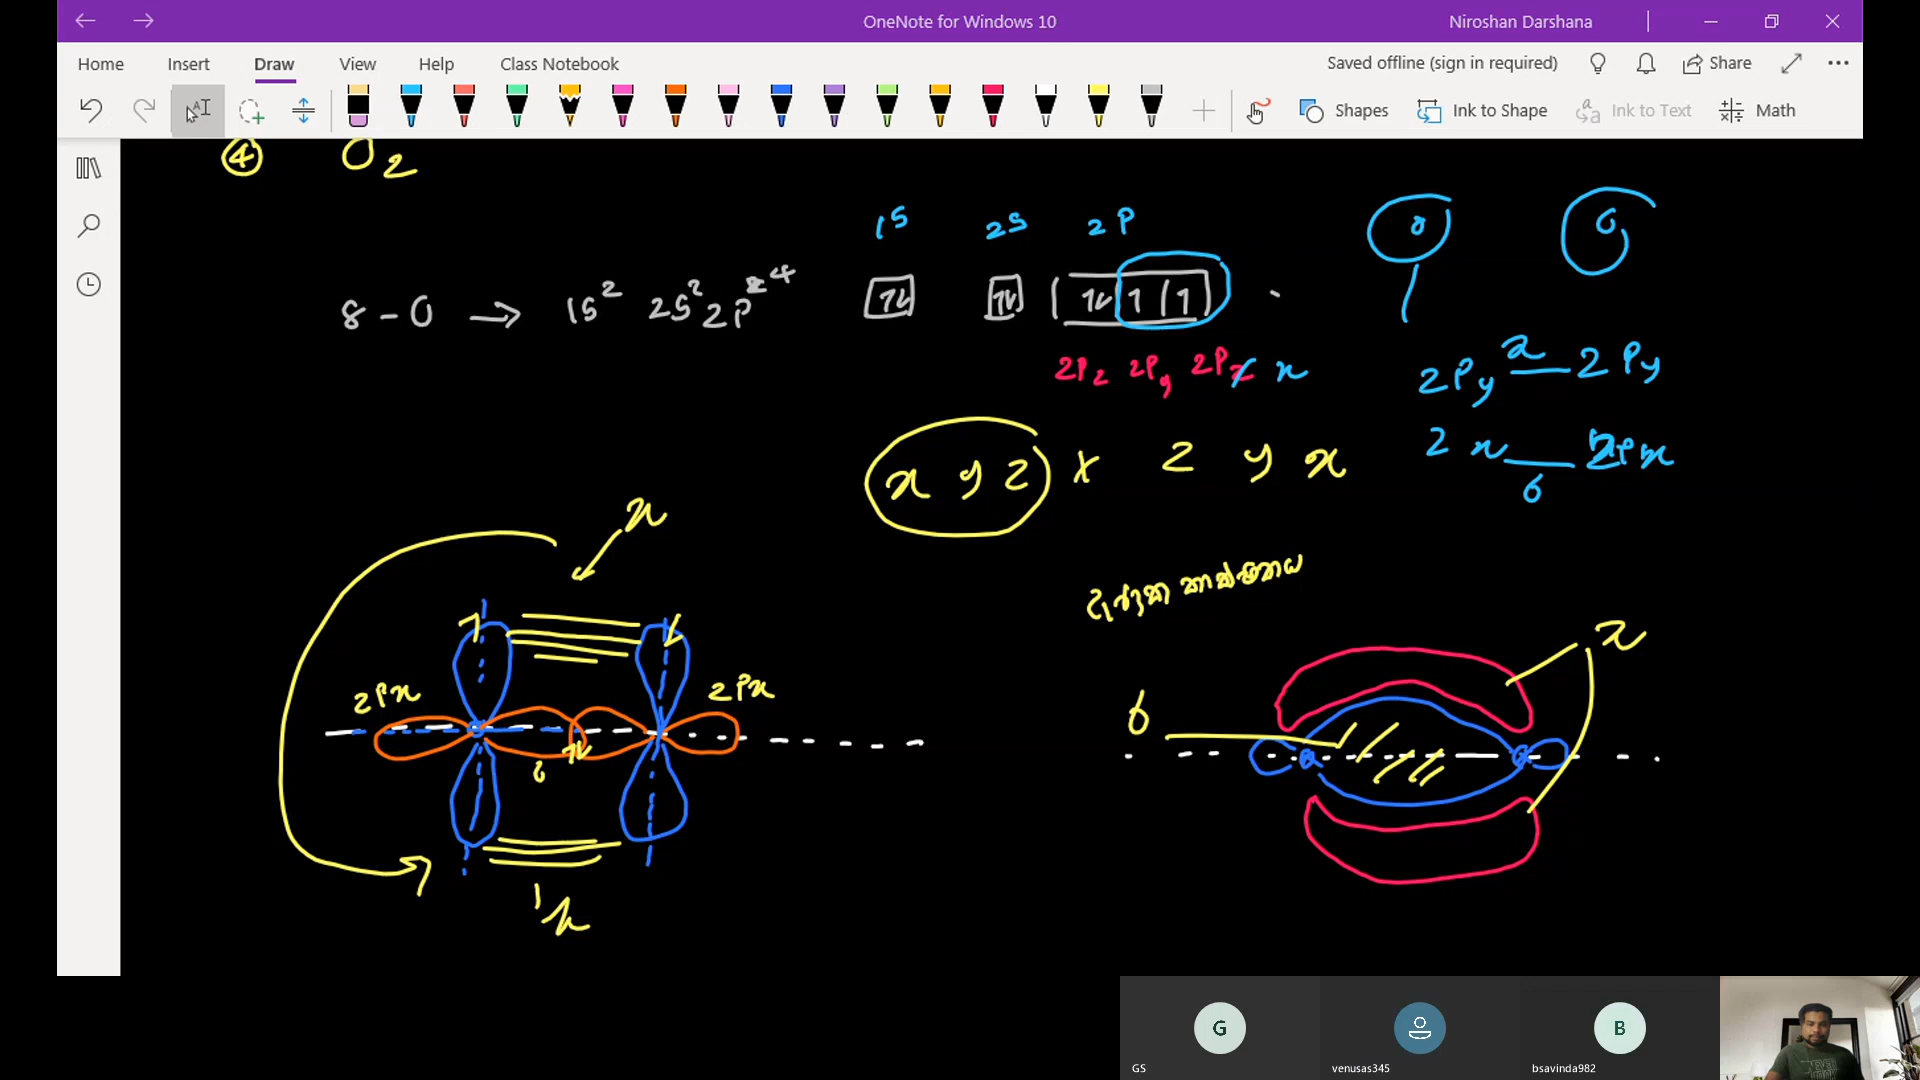 OneNote for Windows 10
Niroshan Darshana
Home Insert Draw View Help Class Notebook
Saved offline (sign in required) Share
Shapes Ink to Shape Ink to Text Math
④ O2
1S 2S 2P
8 - O → 1S² 2S² 2P⁴
2Pz 2Py 2Px
2Py π 2Py
x y z × z y x
2 x 2Px
σ
π
2Px 2Px
σ
π
G
B
GS venusas345 bsavinda982